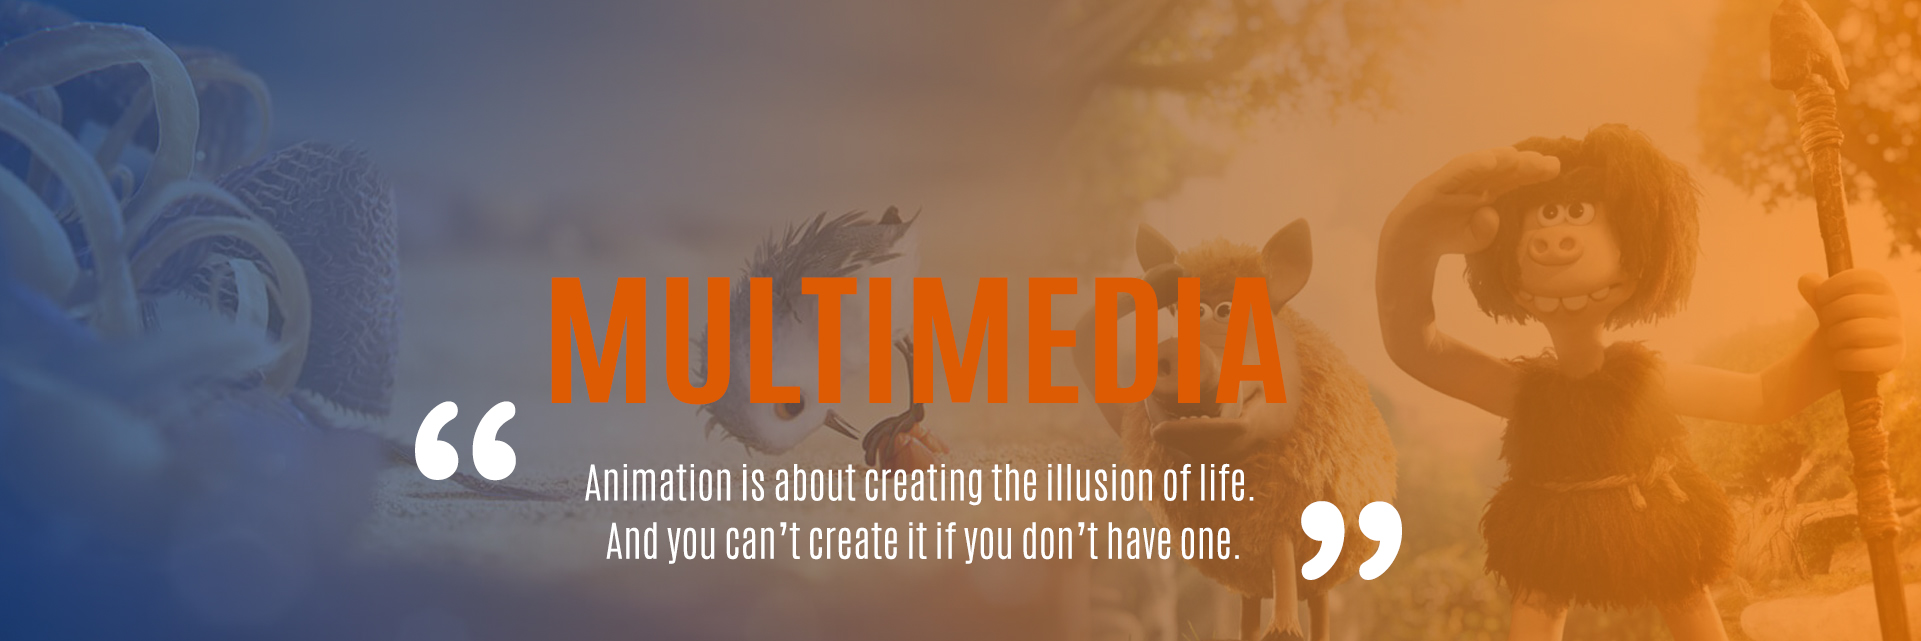 MULTIMEDIA
“ Animation is about creating the illusion of life.
And you can’t create it if you don’t have one. ”